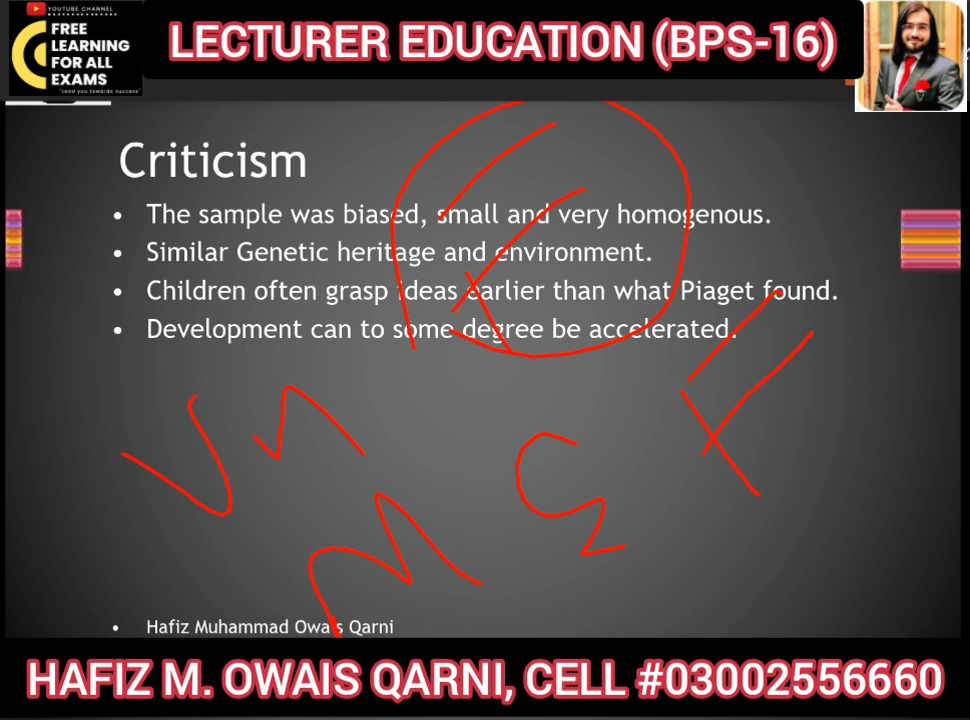 YOUTUBE CHANNEL
FREE
LEARNING
FOR ALL
EXAMS
"Lead you towards success"
LECTURER EDUCATION (BPS-16)
Criticism
• The sample was biased, small and very homogenous.
• Similar Genetic heritage and environment.
• Children often grasp ideas earlier than what Piaget found.
• Development can to some degree be accelerated.
• Hafiz Muhammad Owais Qarni
HAFIZ M. OWAIS QARNI, CELL #03002556660